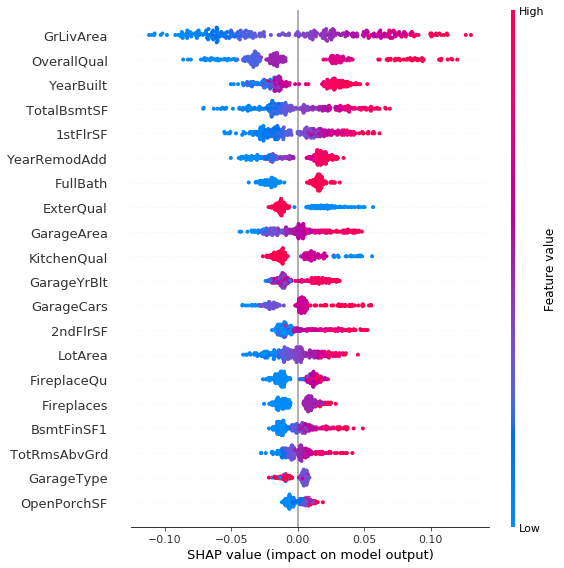 High
GrLivArea
OverallQual
YearBuilt
TotalBsmtSF
1stFlrSF
YearRemodAdd
FullBath
ExterQual
GarageArea
KitchenQual
GarageYrBlt
GarageCars
2ndFlrSF
LotArea
FireplaceQu
Fireplaces
BsmtFinSF1
TotRmsAbvGrd
GarageType
OpenPorchSF
Feature value
Low
−0.10 −0.05 0.00 0.05 0.10
SHAP value (impact on model output)